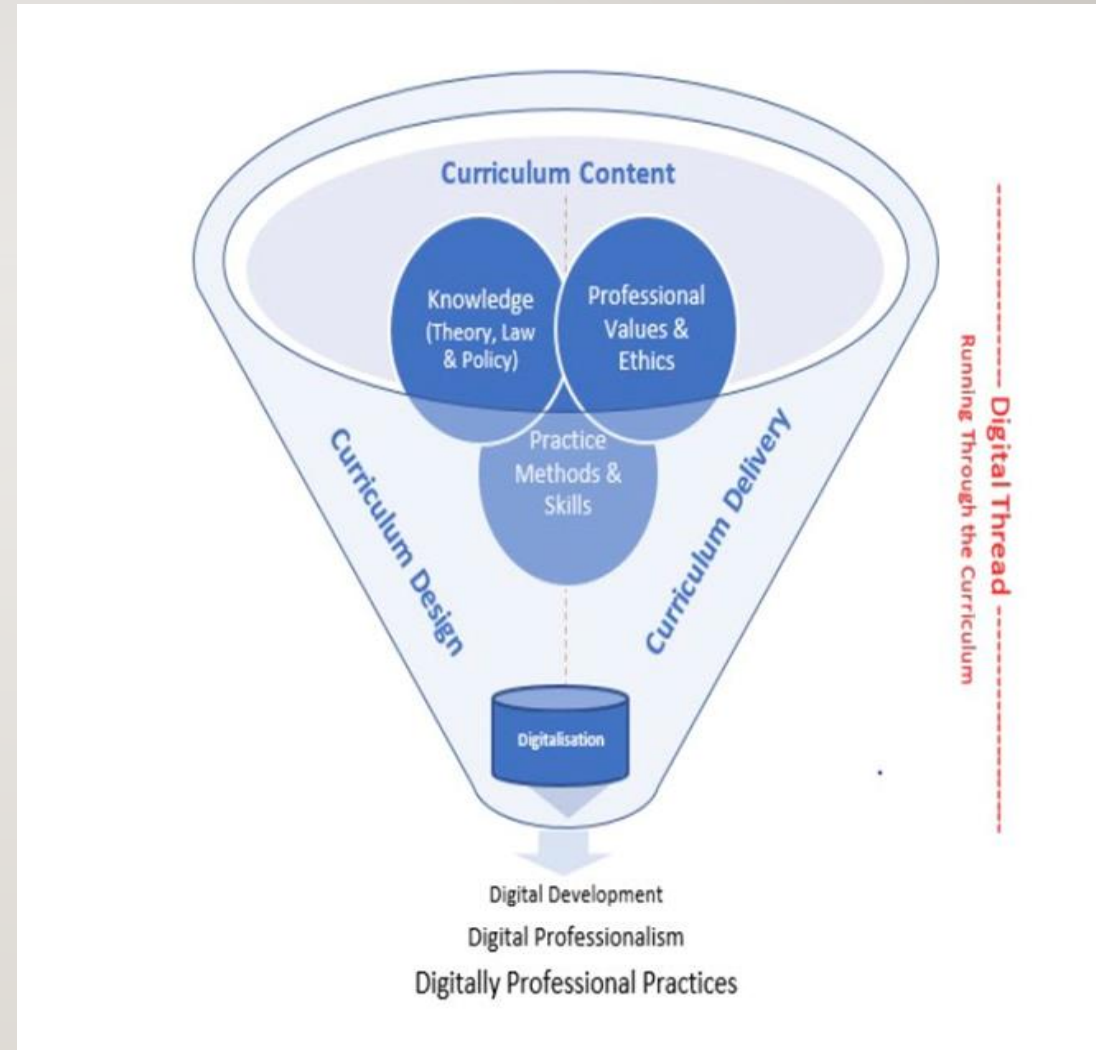 Curriculum Content
Knowledge
(Theory, Law
& Policy)
Professional
Values &
Ethics
Practice
Methods &
Skills
Curriculum Design
Curriculum Delivery
Digitalisation
Digital Development
Digital Professionalism
Digitally Professional Practices
---------------------- Digital Thread ----------------------
Running Through the Curriculum